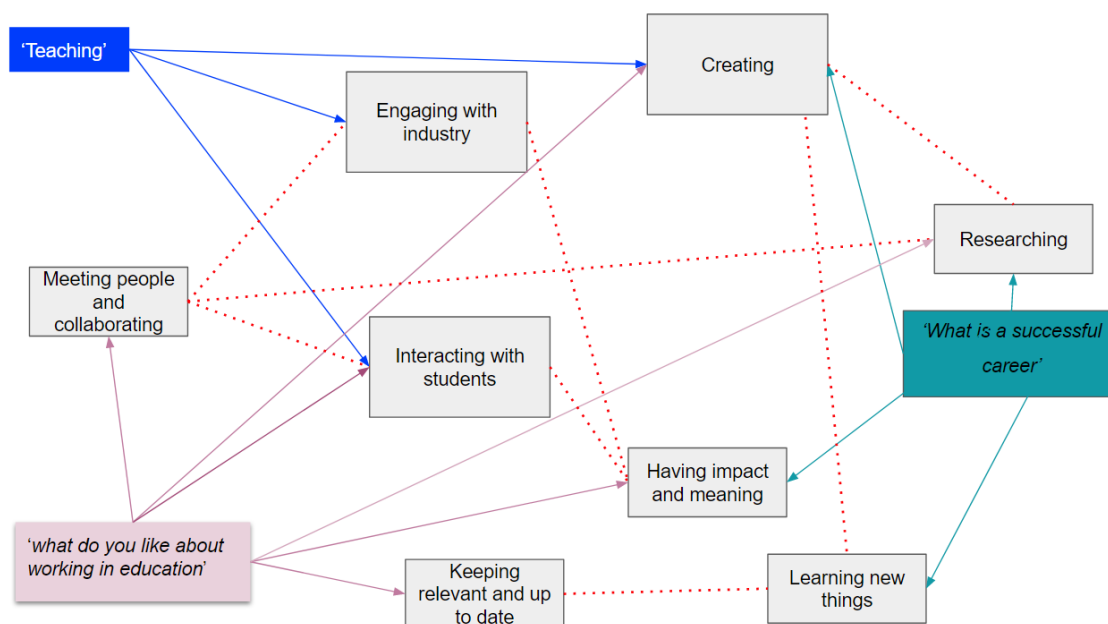 ‘Teaching’
Creating
Engaging with
industry
Researching
Meeting people
and
collaborating
‘What is a successful
career’
Interacting with
students
Having impact
and meaning
‘what do you like about
working in education’
Keeping
relevant and up
to date
Learning new
things